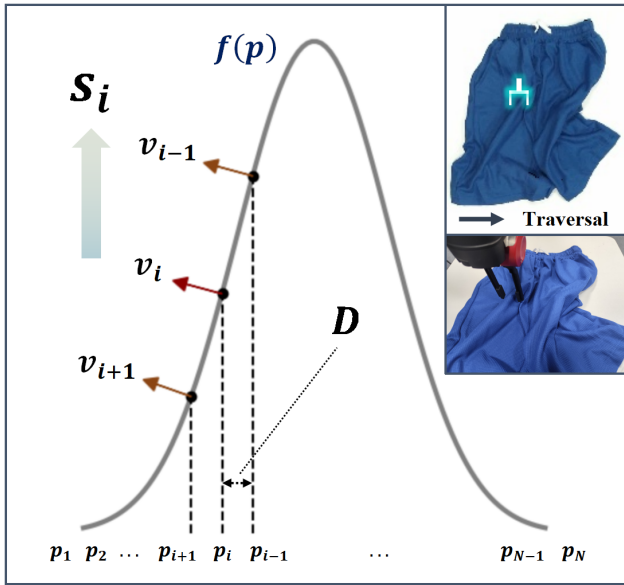 f(p)
S_i
v_{i-1}
v_i
v_{i+1}
D
p_1 p_2 ... p_{i+1} p_i p_{i-1} ... p_{N-1} p_N
Traversal